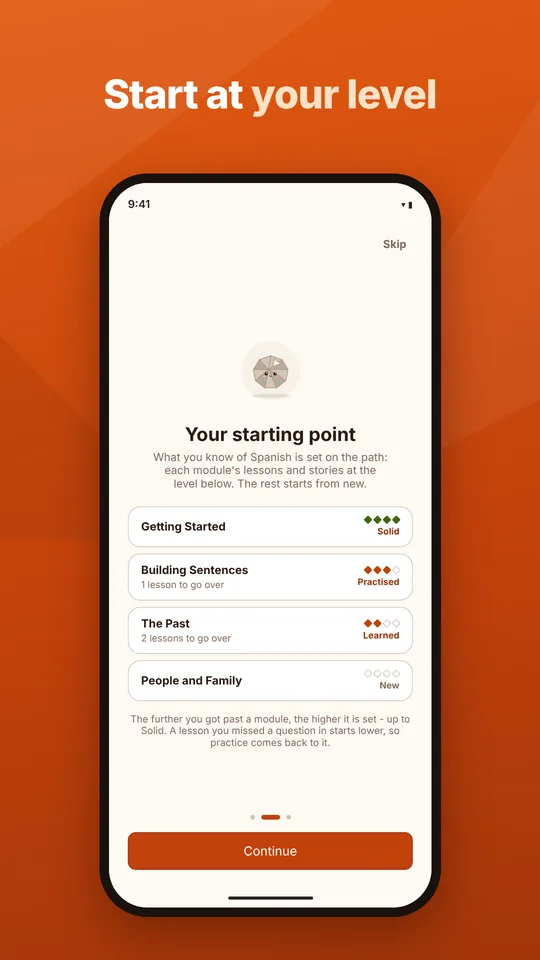 Start at your level
9:41
Skip
Your starting point
What you know of Spanish is set on the path:
each module's lessons and stories at the
level below. The rest starts from new.
Getting Started
Solid
Building Sentences
1 lesson to go over
Practised
The Past
2 lessons to go over
Learned
People and Family
New
The further you got past a module, the higher it is set - up to
Solid. A lesson you missed a question in starts lower, so
practice comes back to it.
Continue